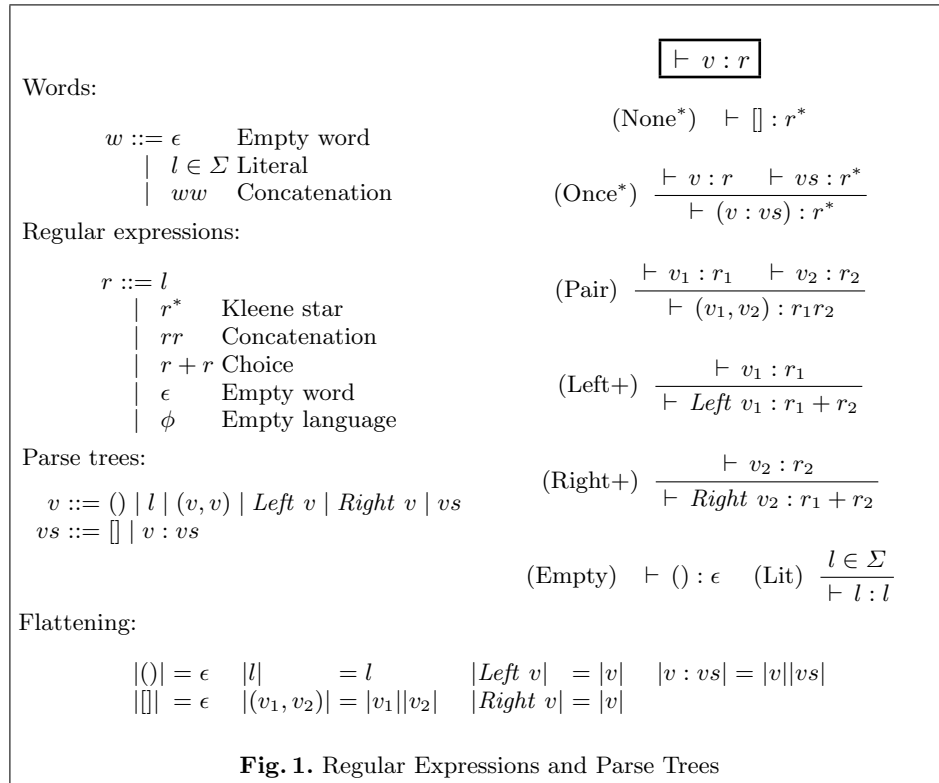 Words:
w ::= ϵ Empty word
| l ∈ Σ Literal
| ww Concatenation
Regular expressions:
r ::= l
| r* Kleene star
| rr Concatenation
| r + r Choice
| ϵ Empty word
| ϕ Empty language
Parse trees:
v ::= () | l | (v, v) | Left v | Right v | vs
vs ::= [] | v : vs
⊢ v : r
(None*) ⊢ [] : r*
(Once*) ⊢ v : r ⊢ vs : r*
⊢ (v : vs) : r*
(Pair) ⊢ v₁ : r₁ ⊢ v₂ : r₂
⊢ (v₁, v₂) : r₁r₂
(Left+) ⊢ v₁ : r₁
⊢ Left v₁ : r₁ + r₂
(Right+) ⊢ v₂ : r₂
⊢ Right v₂ : r₁ + r₂
(Empty) ⊢ () : ϵ (Lit) l ∈ Σ
⊢ l : l
Flattening:
|()| = ϵ |l| = l |Left v| = |v| |v : vs| = |v||vs|
|[]| = ϵ |(v₁, v₂)| = |v₁||v₂| |Right v| = |v|
Fig. 1. Regular Expressions and Parse Trees